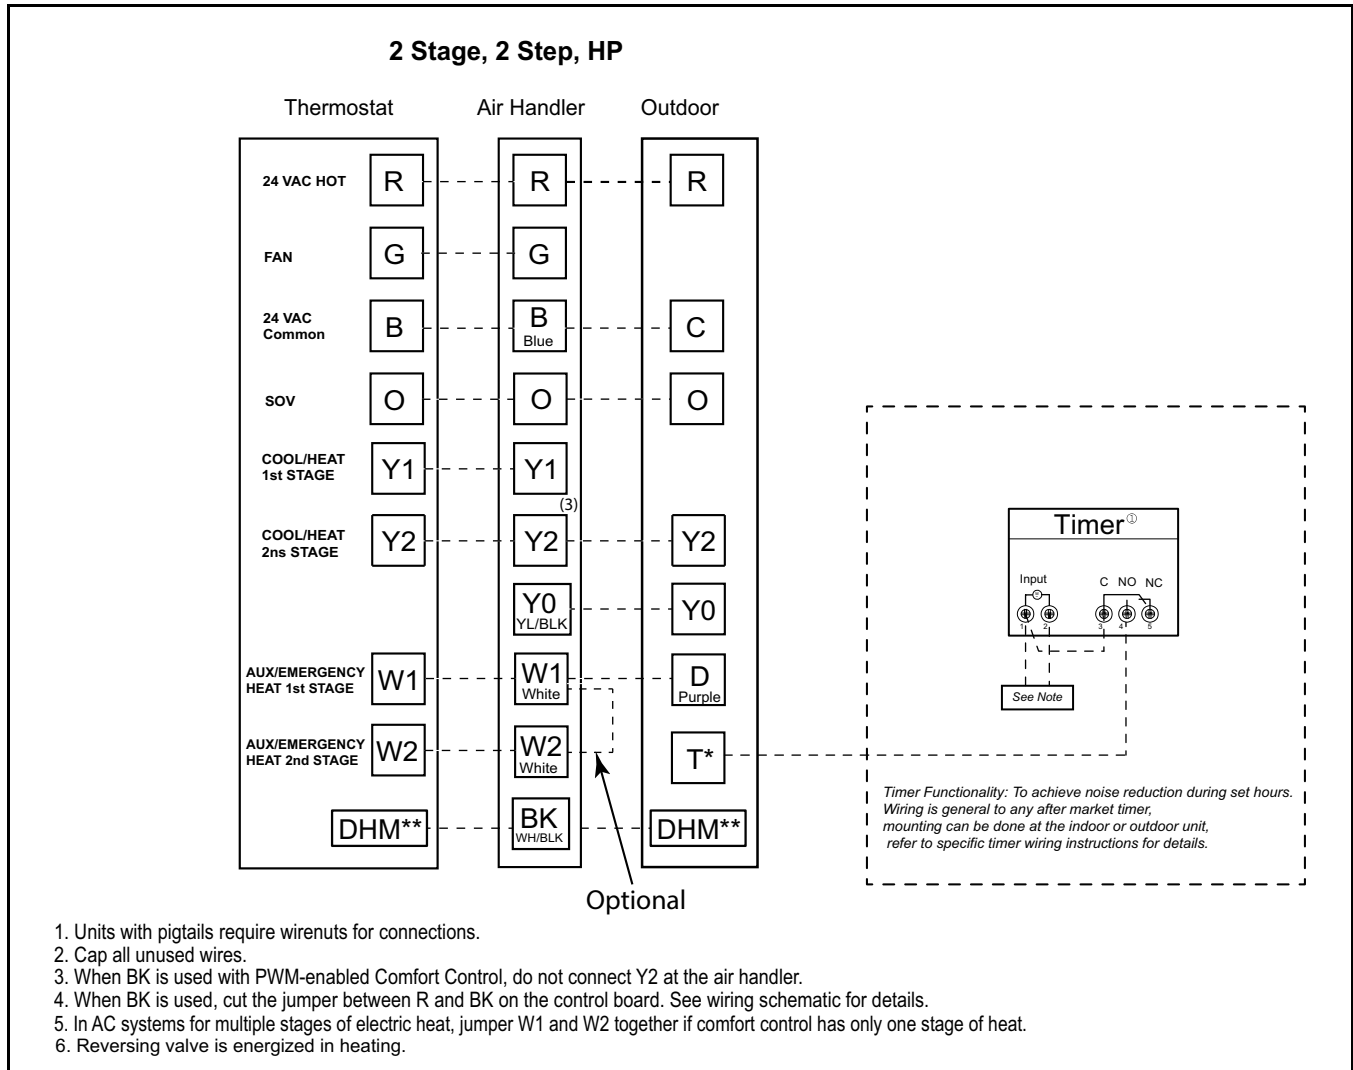 2 Stage, 2 Step, HP
Thermostat Air Handler Outdoor
24 VAC HOT R R R
FAN G G
24 VAC
Common B B C
Blue
SOV O O O
COOL/HEAT
1st STAGE Y1 Y1
(3)
COOL/HEAT
2ns STAGE Y2 Y2 Y2
Y0 Y0
YL/BLK
AUX/EMERGENCY
HEAT 1st STAGE W1 W1 D
White Purple
AUX/EMERGENCY
HEAT 2nd STAGE W2 W2 T*
White
DHM** BK DHM**
WH/BLK
Optional
Timer①
Input C NO NC
1 2 3 4 5
See Note
Timer Functionality: To achieve noise reduction during set hours.
Wiring is general to any after market timer,
mounting can be done at the indoor or outdoor unit,
refer to specific timer wiring instructions for details.
1. Units with pigtails require wirenuts for connections.
2. Cap all unused wires.
3. When BK is used with PWM-enabled Comfort Control, do not connect Y2 at the air handler.
4. When BK is used, cut the jumper between R and BK on the control board. See wiring schematic for details.
5. In AC systems for multiple stages of electric heat, jumper W1 and W2 together if comfort control has only one stage of heat.
6. Reversing valve is energized in heating.